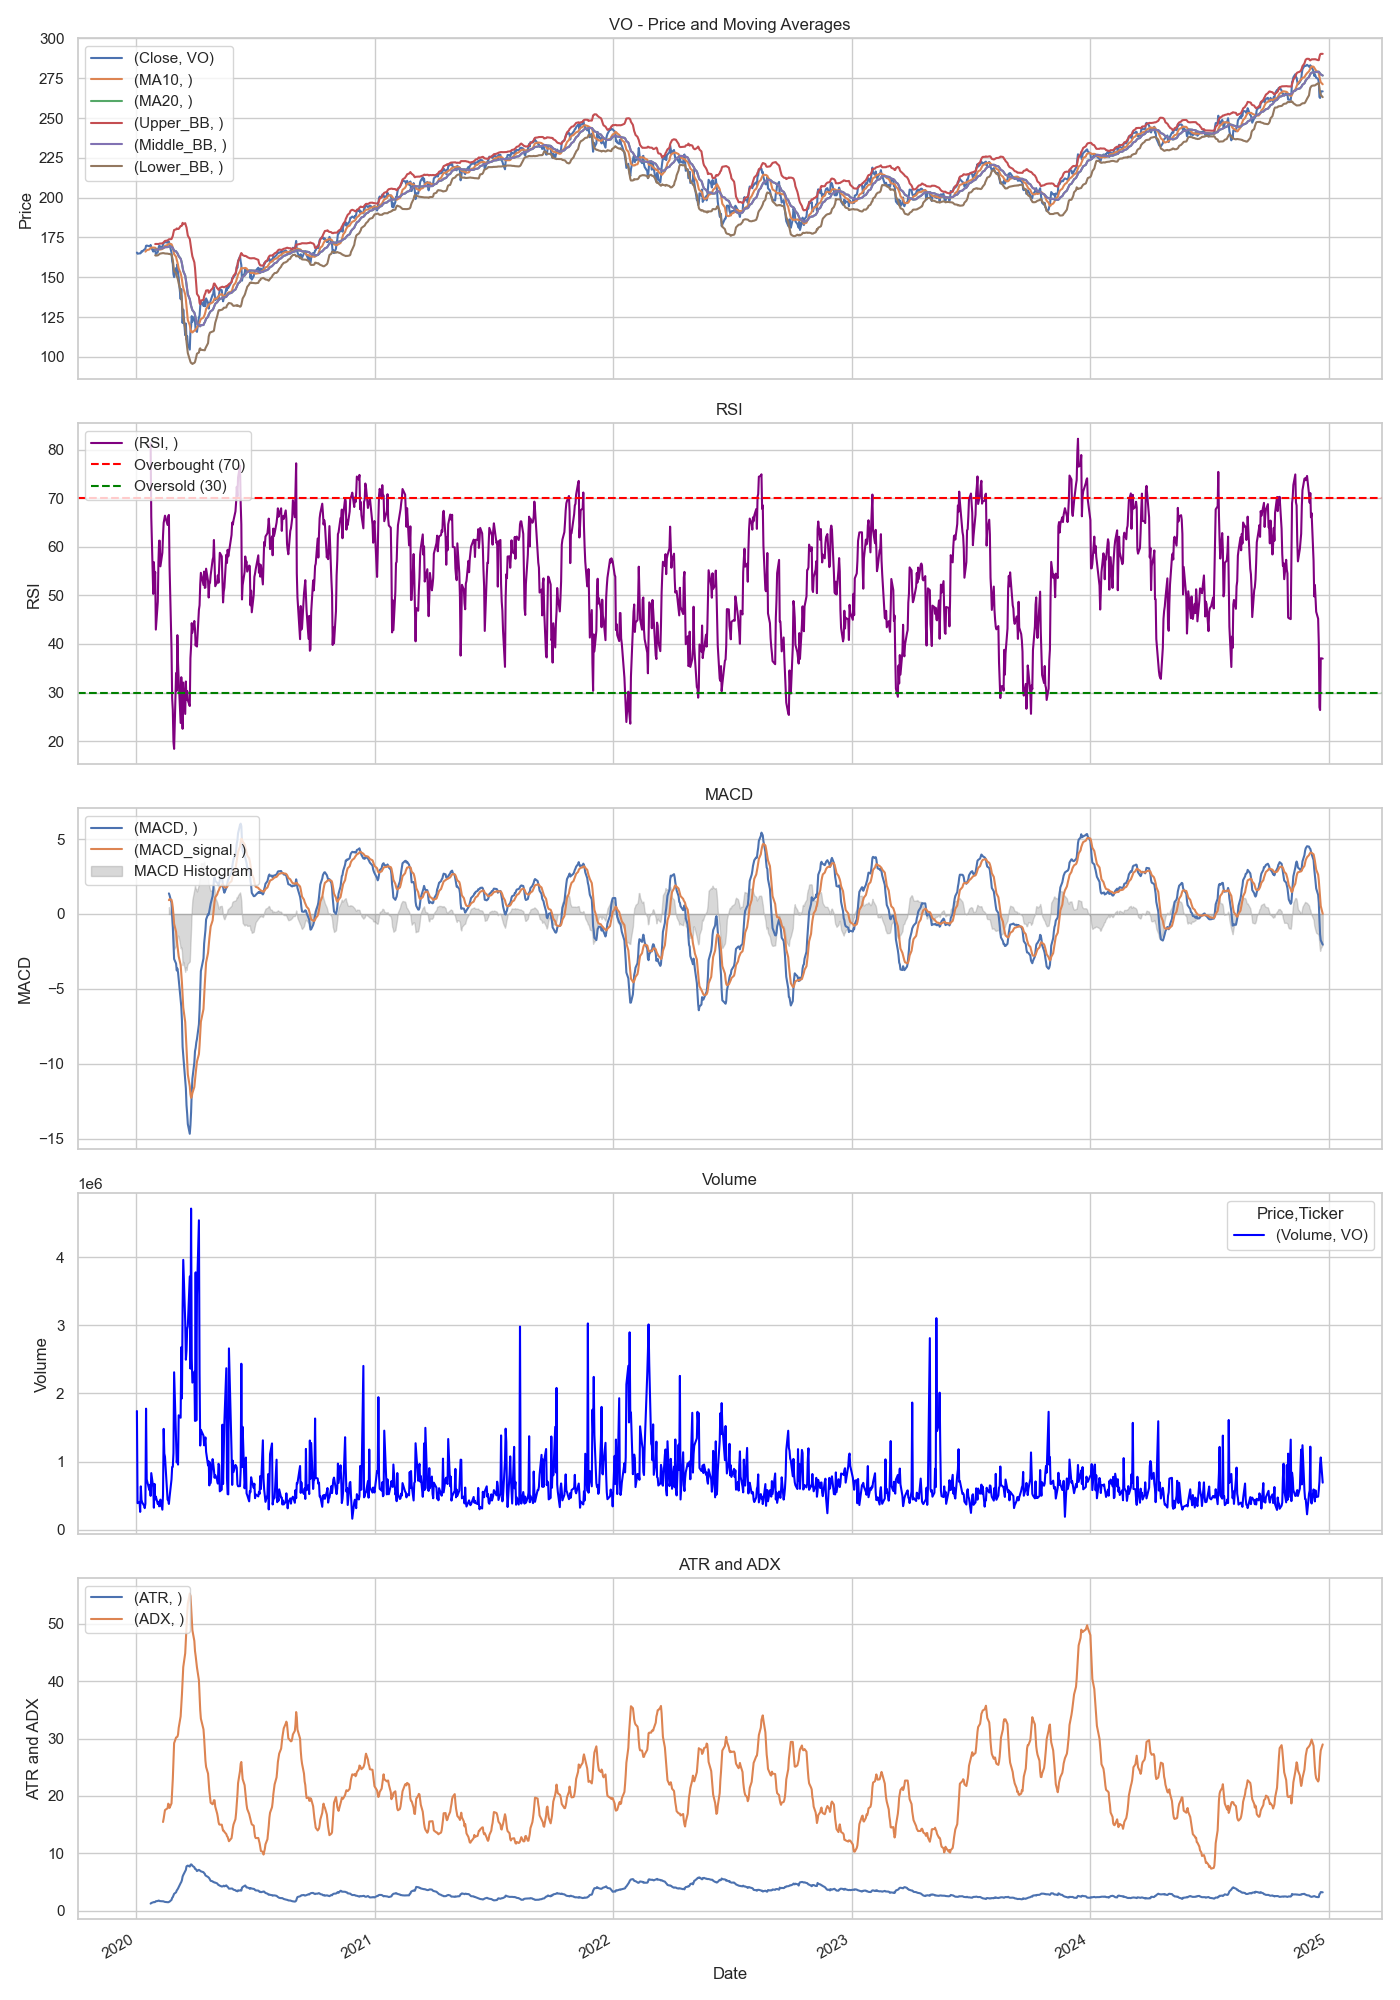 VO - Price and Moving Averages
300
275
250
225
200
175
150
125
100
Price
(Close, VO)
(MA10, )
(MA20, )
(Upper_BB, )
(Middle_BB, )
(Lower_BB, )
RSI
80
70
60
50
40
30
20
RSI
(RSI, )
Overbought (70)
Oversold (30)
MACD
5
0
−5
−10
−15
MACD
(MACD, )
(MACD_signal, )
MACD Histogram
Volume
1e6
4
3
2
1
0
Volume
Price,Ticker
(Volume, VO)
ATR and ADX
50
40
30
20
10
0
ATR and ADX
(ATR, )
(ADX, )
2020
2021
2022
2023
2024
2025
Date